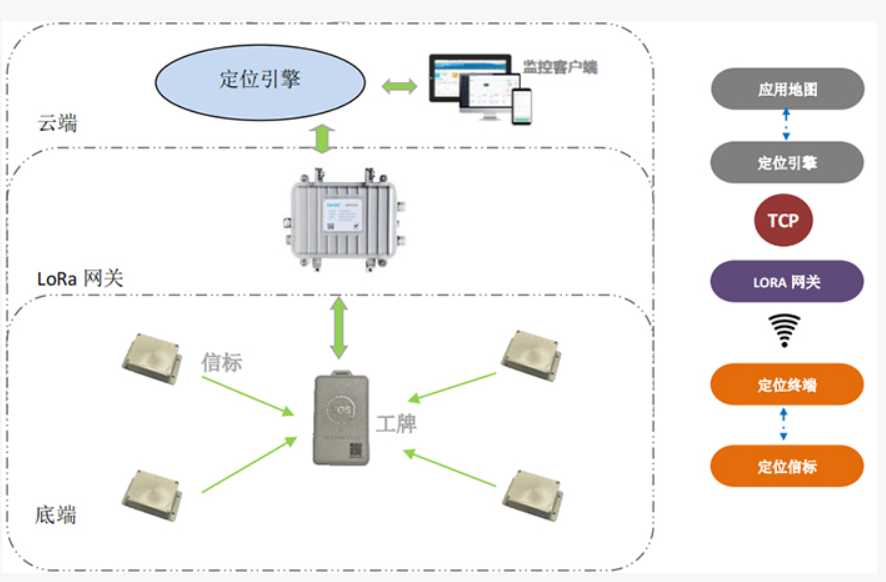 定位引擎
监控客户端
云端
LoRa 网关
信标
工牌
底端
应用地图
定位引擎
TCP
LORA 网关
定位终端
定位信标